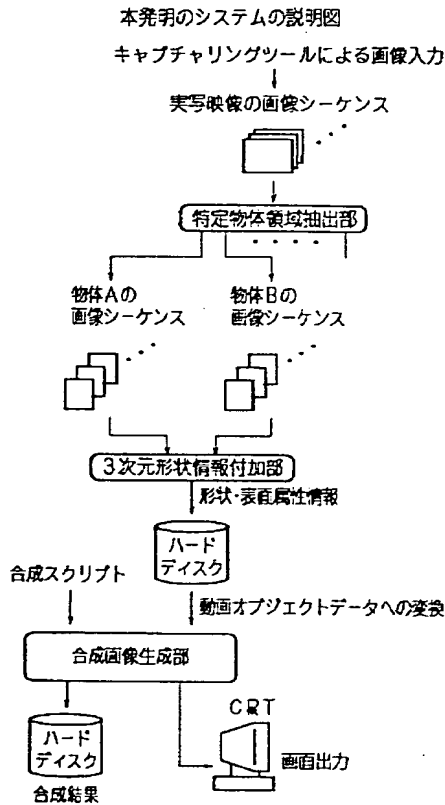 本発明のシステムの説明図
キャプチャリングツールによる画像入力
実写映像の画像シーケンス
特定物体領域抽出部
物体Aの
画像シーケンス
物体Bの
画像シーケンス
3次元形状情報付加部
形状・表面属性情報
ハード
ディスク
合成スクリプト
動画オブジェクトデータへの変換
合成画像生成部
ハード
ディスク
合成結果
CRT
画面出力